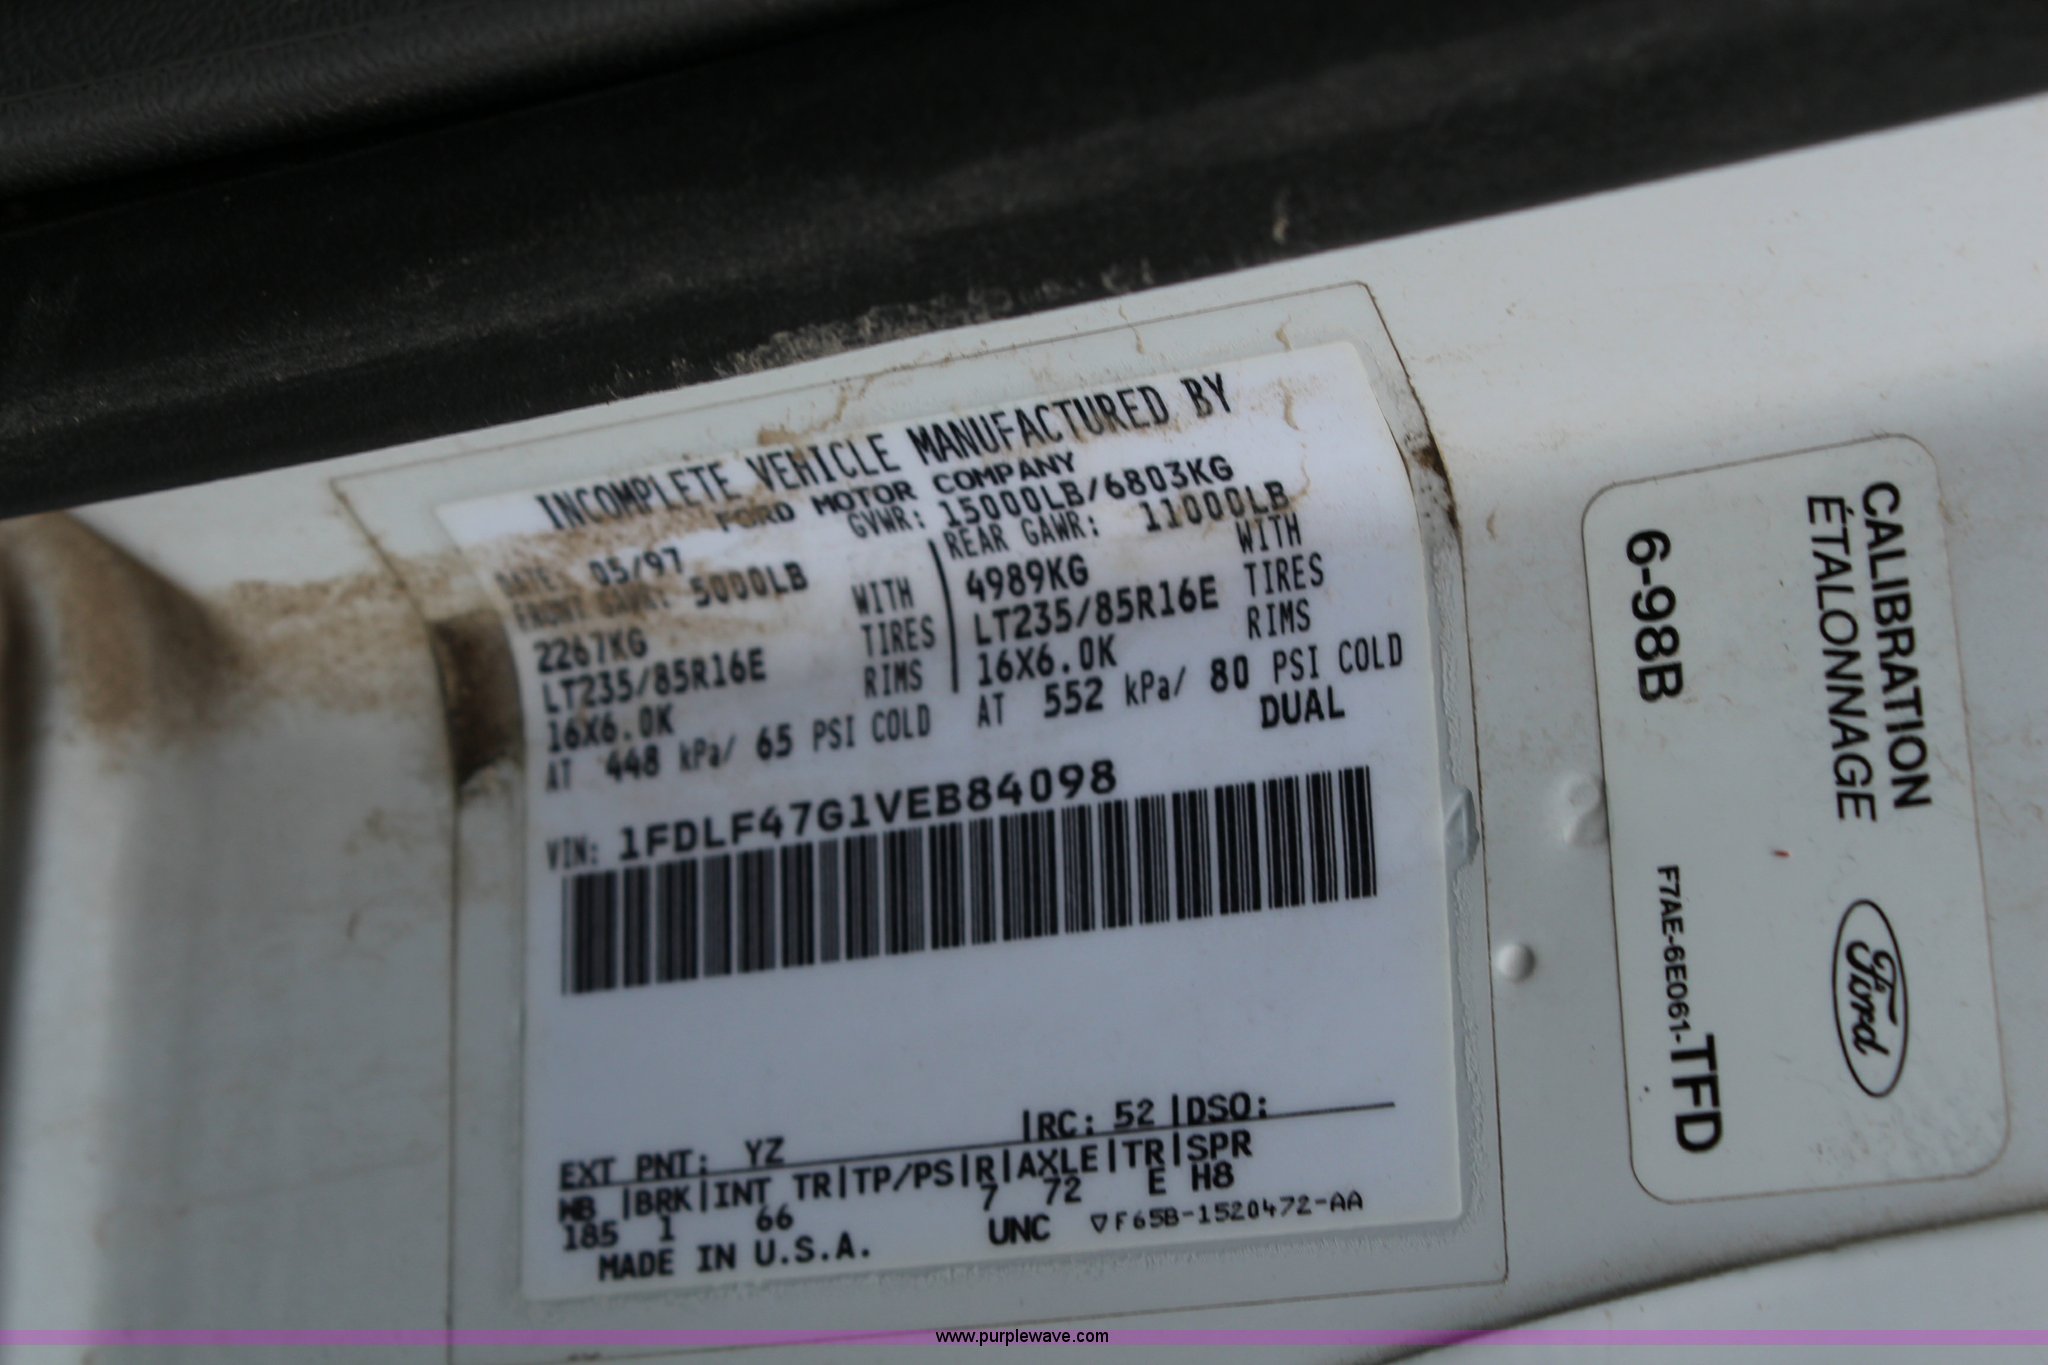 INCOMPLETE VEHICLE MANUFACTURED BY
FORD MOTOR COMPANY
DATE: 05/97 GVWR: 15000LB/6803KG
FRONT GAWR: 5000LB REAR GAWR: 11000LB
2267KG WITH 4989KG WITH
LT235/85R16E TIRES LT235/85R16E TIRES
16X6.0K RIMS 16X6.0K RIMS
AT 448 kPa/ 65 PSI COLD AT 552 kPa/ 80 PSI COLD
DUAL
VIN: 1FDLF47G1VEB84098
EXT PNT: YZ |RC: 52 |DSO:
WB |BRK|INT TR|TP/PS|R|AXLE|TR|SPR
185 1 66 7 72 E H8
MADE IN U.S.A. UNC ▽F65B-1520472-AA
CALIBRATION
ÉTALONNAGE
Ford
6-98B
F7AE-6E061-TFD
www.purplewave.com